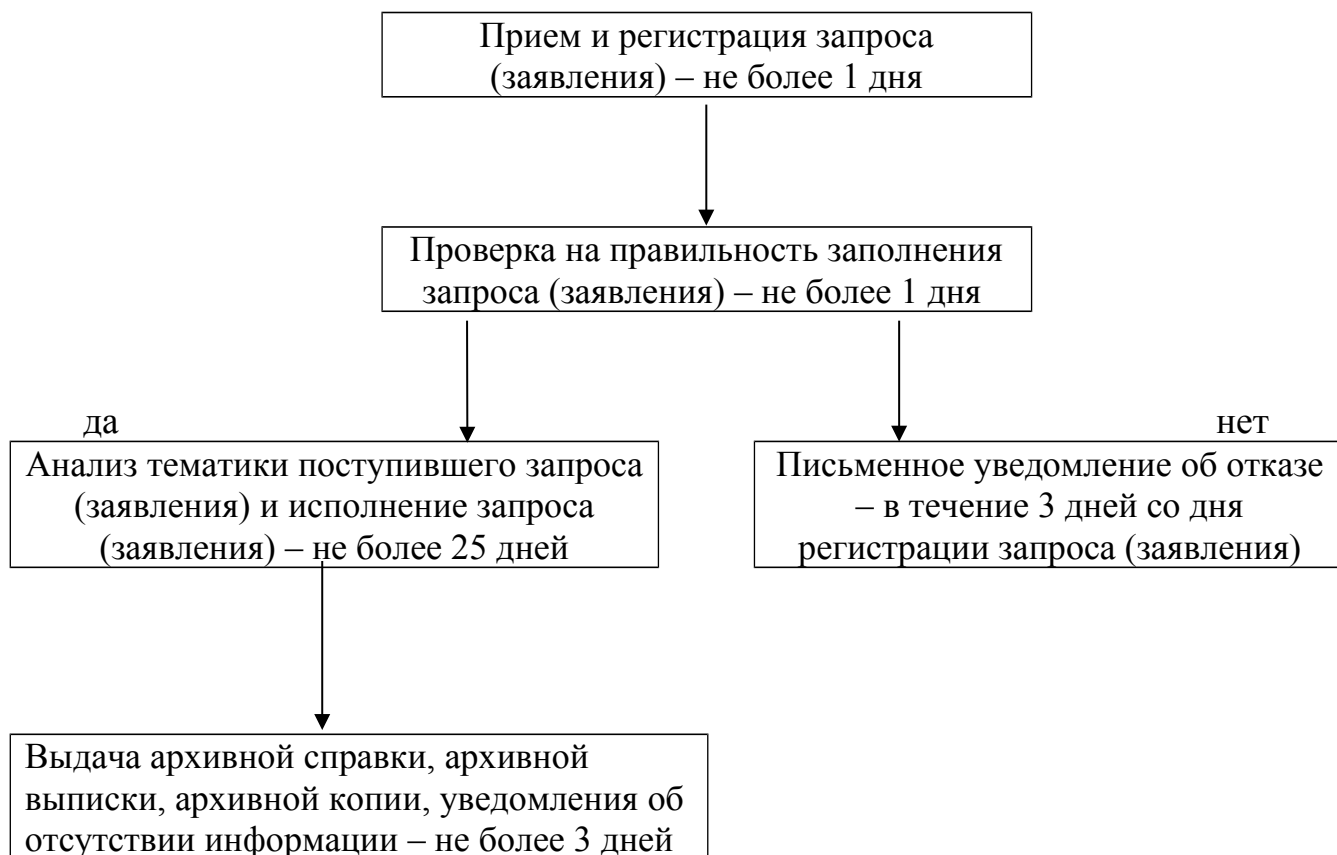 Прием и регистрация запроса
(заявления) – не более 1 дня
Проверка на правильность заполнения
запроса (заявления) – не более 1 дня
да
нет
Анализ тематики поступившего запроса
(заявления) и исполнение запроса
(заявления) – не более 25 дней
Письменное уведомление об отказе
– в течение 3 дней со дня
регистрации запроса (заявления)
Выдача архивной справки, архивной
выписки, архивной копии, уведомления об
отсутствии информации – не более 3 дней